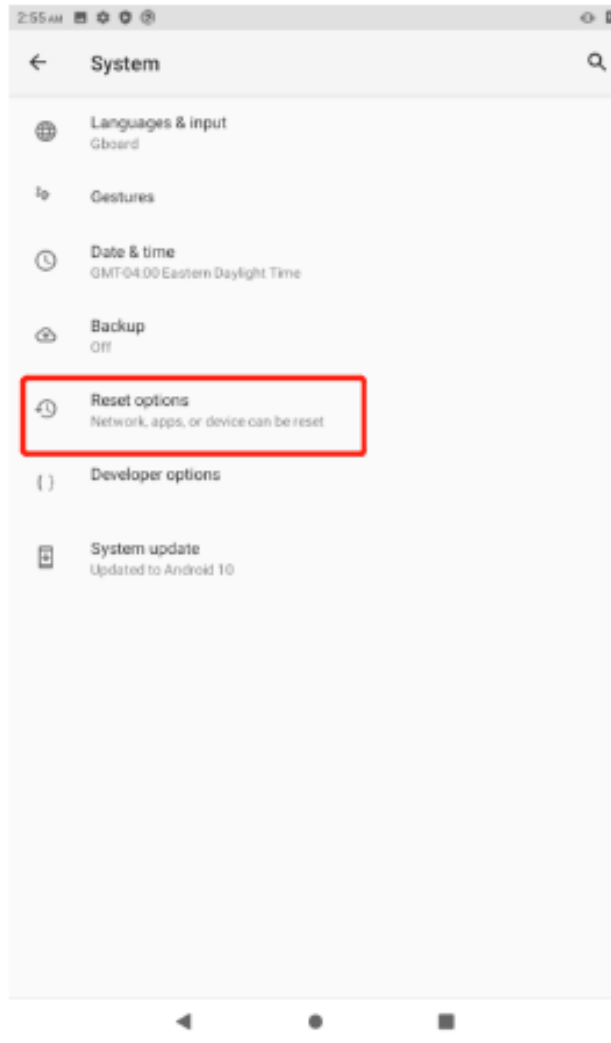 2:55 AM
System
Languages & input
Gboard
Gestures
Date & time
GMT-04:00 Eastern Daylight Time
Backup
Off
Reset options
Network, apps, or device can be reset
{ }
Developer options
System update
Updated to Android 10